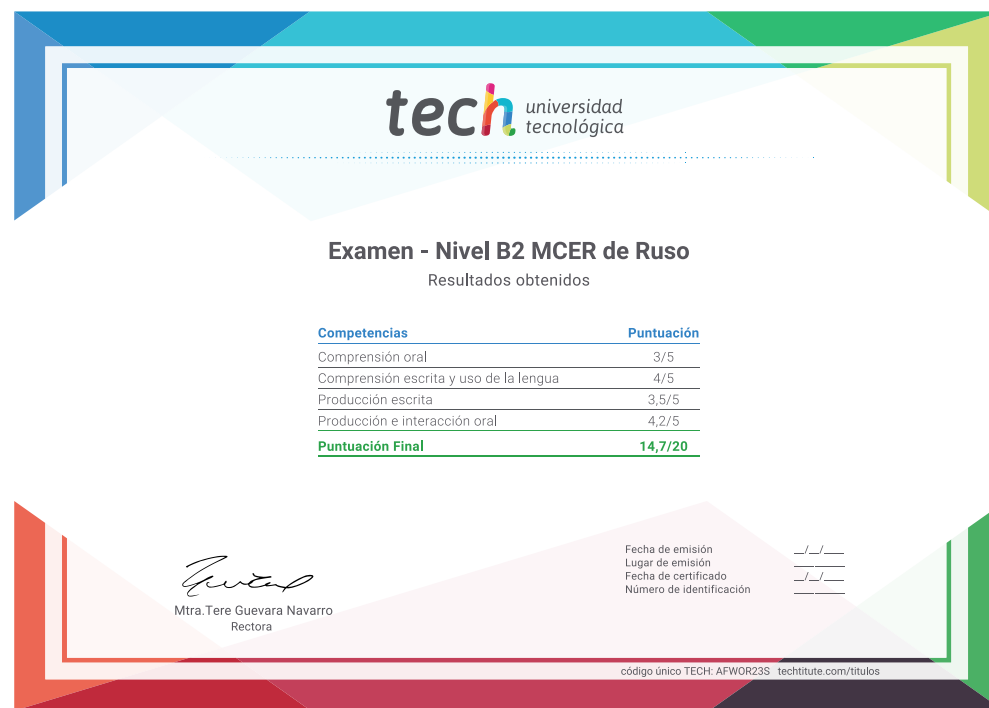 tech universidad
tecnológica
Examen - Nivel B2 MCER de Ruso
Resultados obtenidos
Competencias Puntuación
Comprensión oral 3/5
Comprensión escrita y uso de la lengua 4/5
Producción escrita 3,5/5
Producción e interacción oral 4,2/5
Puntuación Final 14,7/20
Mtra.Tere Guevara Navarro
Rectora
Fecha de emisión __/__/____
Lugar de emisión __________
Fecha de certificado __/__/____
Número de identificación __________
código único TECH: AFWOR23S techtitute.com/titulos